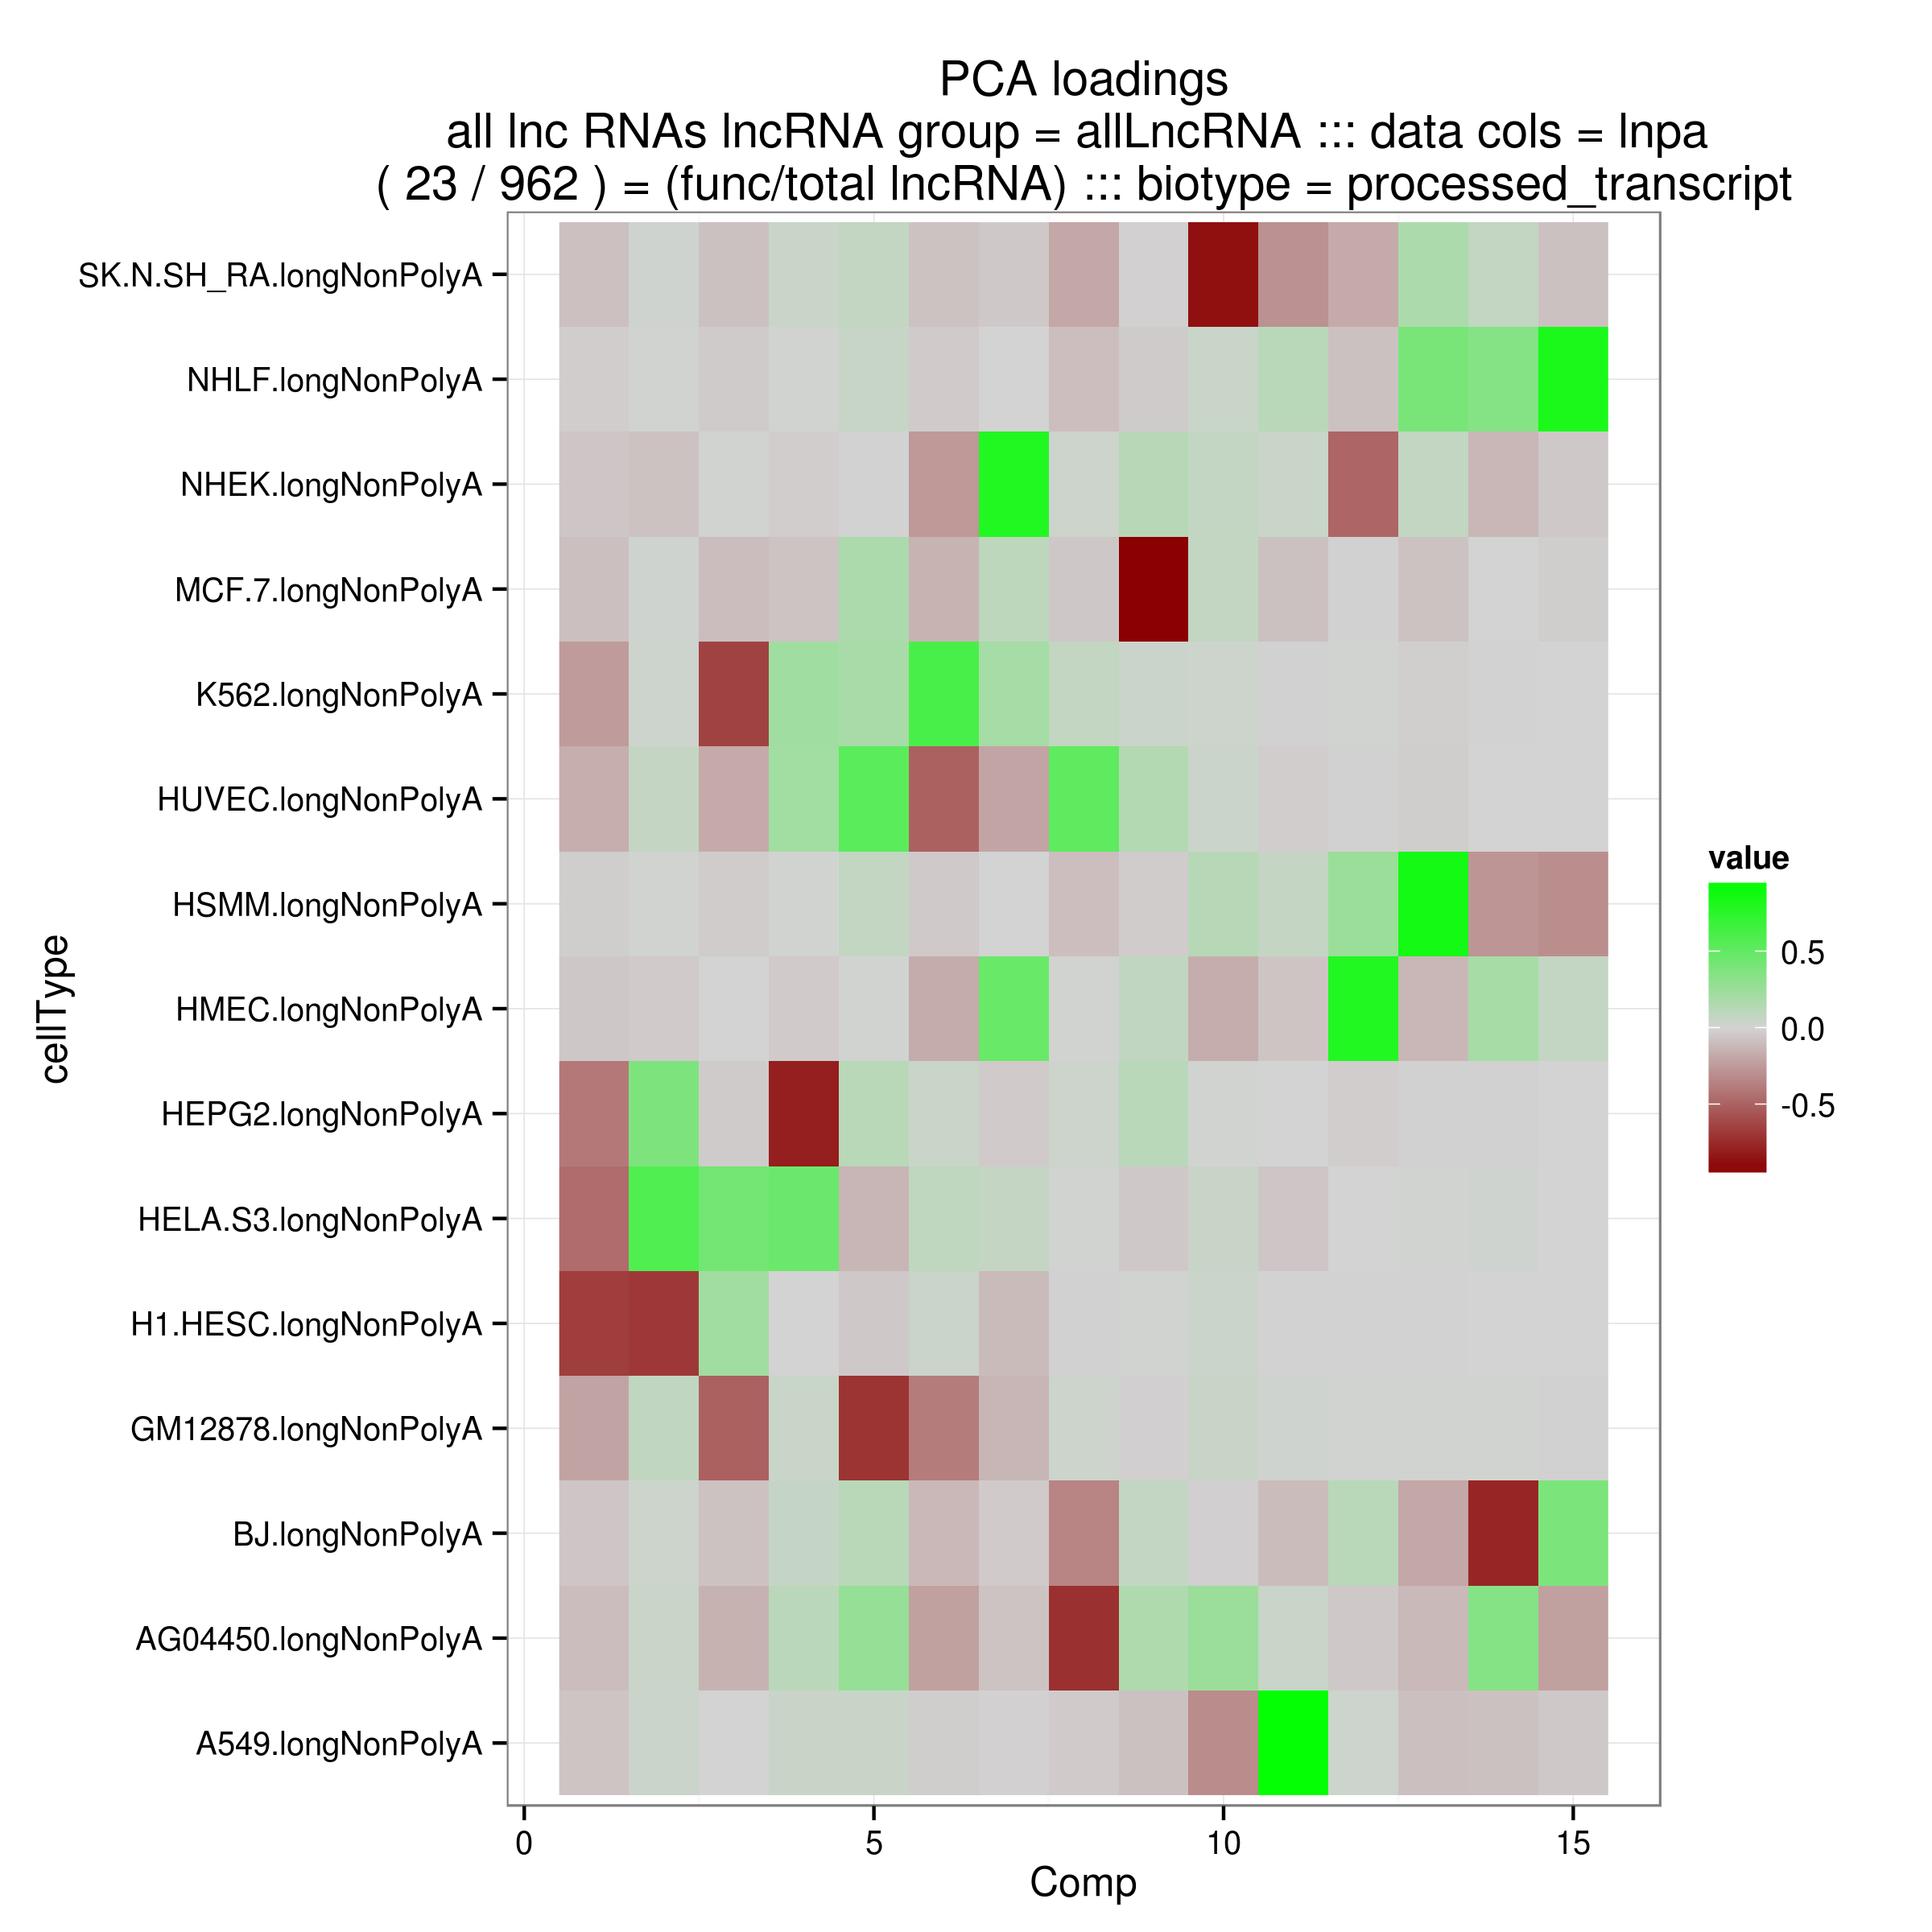 PCA loadings
all lnc RNAs lncRNA group = allLncRNA ::: data cols = lnpa
( 23 / 962 ) = (func/total lncRNA) ::: biotype = processed_transcript
SK.N.SH_RA.longNonPolyA
NHLF.longNonPolyA
NHEK.longNonPolyA
MCF.7.longNonPolyA
K562.longNonPolyA
HUVEC.longNonPolyA
HSMM.longNonPolyA
HMEC.longNonPolyA
HEPG2.longNonPolyA
HELA.S3.longNonPolyA
H1.HESC.longNonPolyA
GM12878.longNonPolyA
BJ.longNonPolyA
AG04450.longNonPolyA
A549.longNonPolyA
cellType
0 5 10 15
Comp
value
0.5
0.0
-0.5